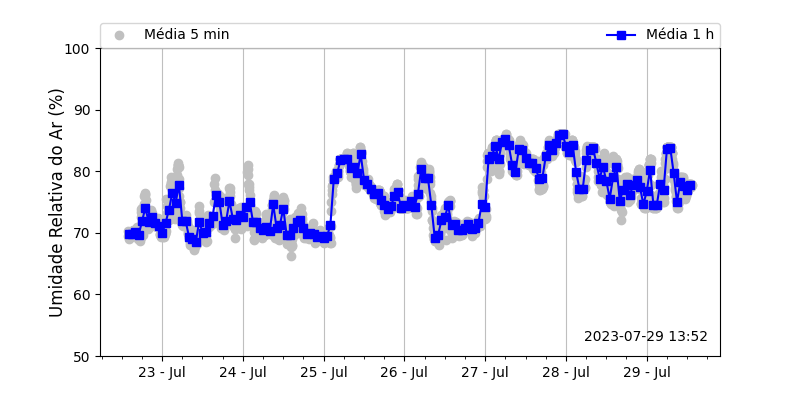 Média 5 min
Média 1 h
Umidade Relativa do Ar (%)
100
90
80
70
60
50
2023-07-29 13:52
23 - Jul
24 - Jul
25 - Jul
26 - Jul
27 - Jul
28 - Jul
29 - Jul